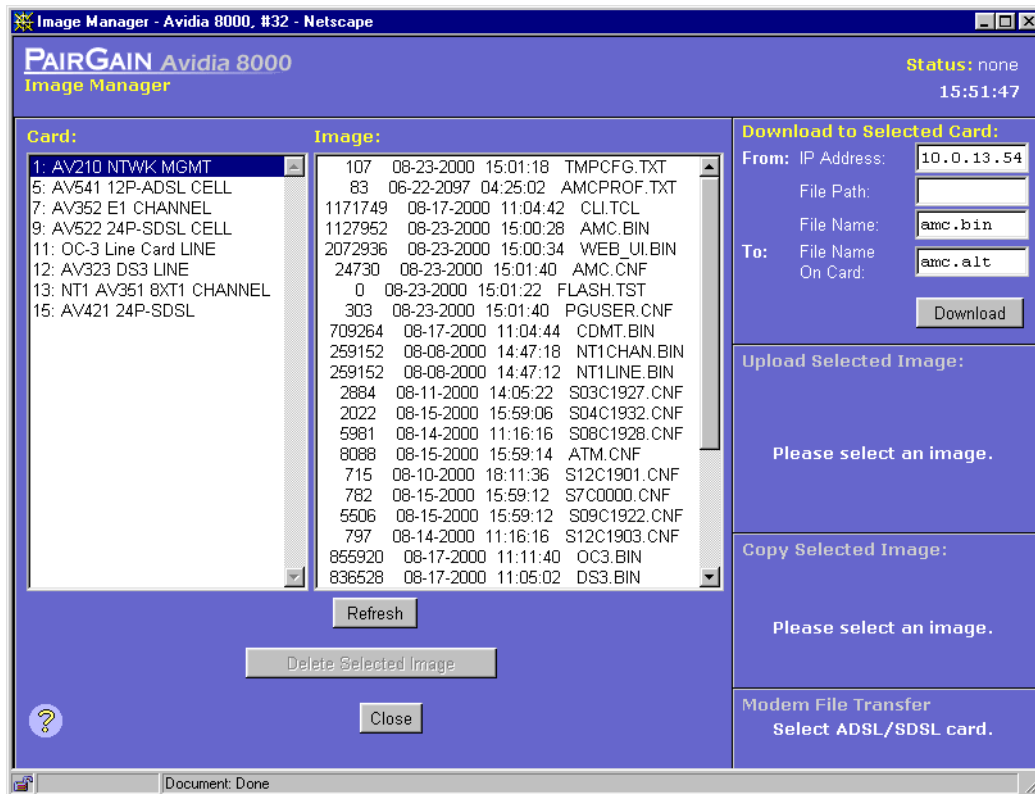 Image Manager - Avidia 8000, #32 - Netscape
PAIRGAIN Avidia 8000
Image Manager
Status: none
15:51:47
Card:
1: AV210 NTWK MGMT
5: AV541 12P-ADSL CELL
7: AV352 E1 CHANNEL
9: AV522 24P-SDSL CELL
11: OC-3 Line Card LINE
12: AV323 DS3 LINE
13: NT1 AV351 8XT1 CHANNEL
15: AV421 24P-SDSL
Image:
107 08-23-2000 15:01:18 TMPCFG.TXT
83 06-22-2097 04:25:02 AMCPROF.TXT
1171749 08-17-2000 11:04:42 CLI.TCL
1127952 08-23-2000 15:00:28 AMC.BIN
2072936 08-23-2000 15:00:34 WEB_UI.BIN
24730 08-23-2000 15:01:40 AMC.CNF
0 08-23-2000 15:01:22 FLASH.TST
303 08-23-2000 15:01:40 PGUSER.CNF
709264 08-17-2000 11:04:44 CDMT.BIN
259152 08-08-2000 14:47:18 NT1CHAN.BIN
259152 08-08-2000 14:47:12 NT1LINE.BIN
2884 08-11-2000 14:05:22 S03C1927.CNF
2022 08-15-2000 15:59:06 S04C1932.CNF
5981 08-14-2000 11:16:16 S08C1928.CNF
8088 08-15-2000 15:59:14 ATM.CNF
715 08-10-2000 18:11:36 S12C1901.CNF
782 08-15-2000 15:59:12 S7C0000.CNF
5506 08-15-2000 15:59:12 S09C1922.CNF
797 08-14-2000 11:16:16 S12C1903.CNF
855920 08-17-2000 11:11:40 OC3.BIN
836528 08-17-2000 11:05:02 DS3.BIN
Refresh
Delete Selected Image
Close
?
Download to Selected Card:
From: IP Address: 10.0.13.54
File Path:
File Name: amc.bin
To: File Name
On Card: amc.alt
Download
Upload Selected Image:
Please select an image.
Copy Selected Image:
Please select an image.
Modem File Transfer
Select ADSL/SDSL card.
Document: Done